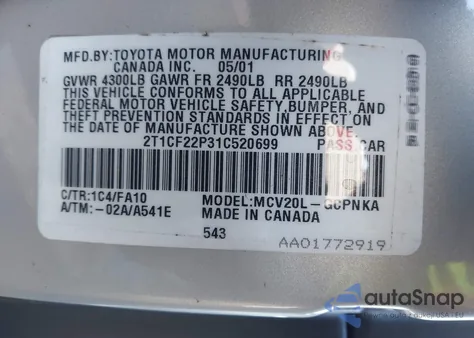 MFD.BY:TOYOTA MOTOR MANUFACTURING
CANADA INC. 05/01
GVWR 4300LB GAWR FR 2490LB RR 2490LB
THIS VEHICLE CONFORMS TO ALL APPLICABLE
FEDERAL MOTOR VEHICLE SAFETY,BUMPER, AND
THEFT PREVENTION STANDARDS IN EFFECT ON
THE DATE OF MANUFACTURE SHOWN ABOVE.
2T1CF22P31C520699 PASS.CAR
C/TR:1C4/FA10 MODEL:MCV20L-GCPNKA
A/TM:-02A/A541E MADE IN CANADA
543
AA01772919
autoSnap